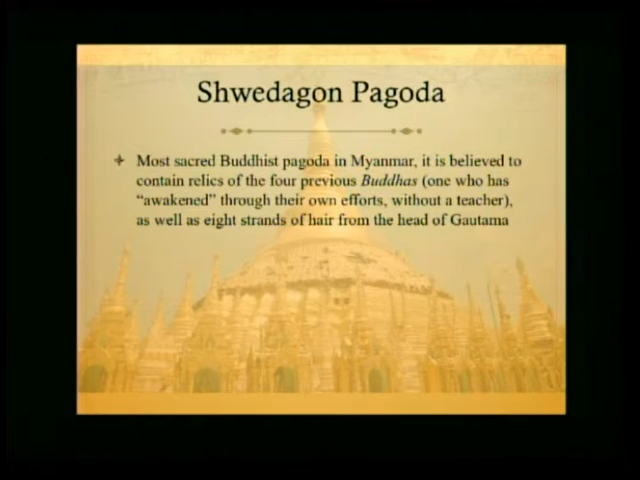 Shwedagon Pagoda
Most sacred Buddhist pagoda in Myanmar, it is believed to
contain relics of the four previous Buddhas (one who has
“awakened” through their own efforts, without a teacher),
as well as eight strands of hair from the head of Gautama